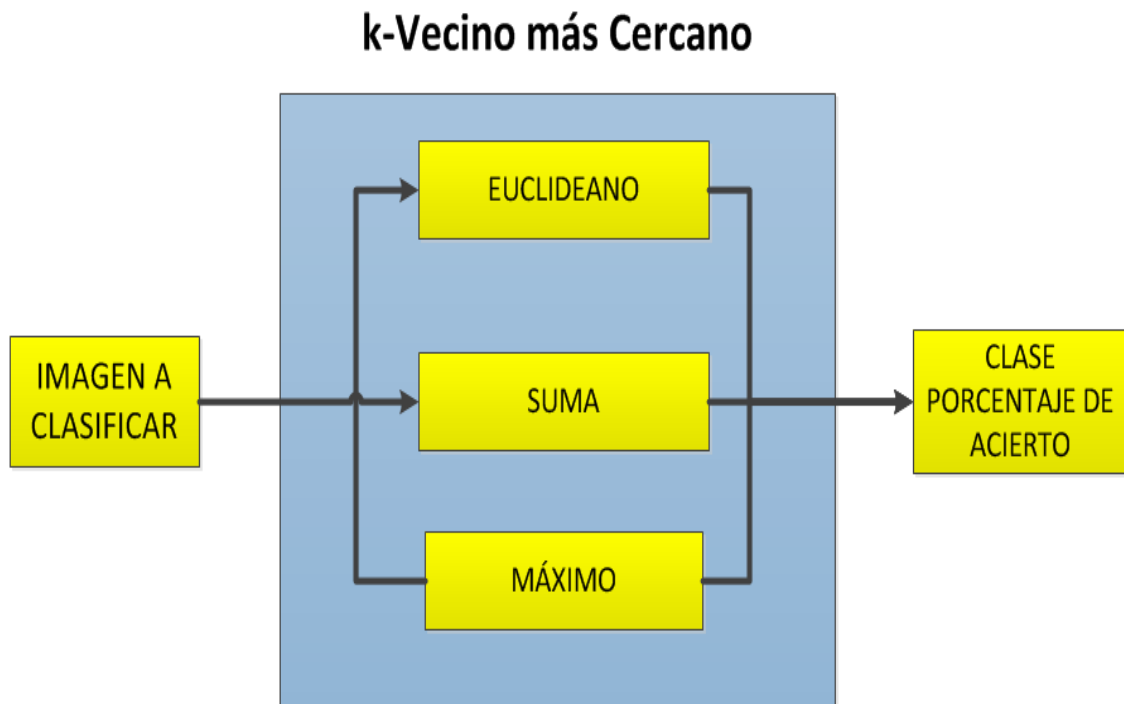 k-Vecino más Cercano
EUCLIDEANO
IMAGEN A
CLASIFICAR
SUMA
CLASE
PORCENTAJE DE
ACIERTO
MÁXIMO